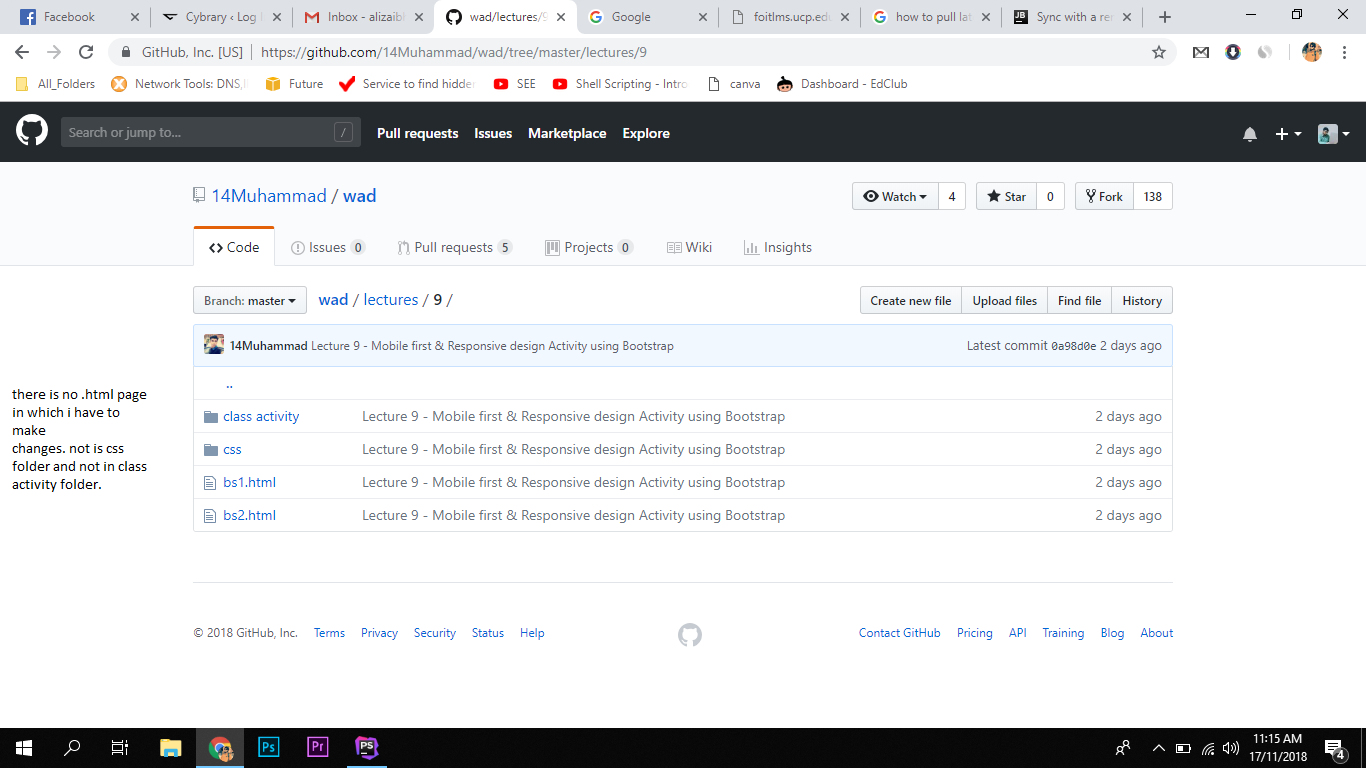 Facebook
Cybrary ‹ Log
Inbox - alizaib
wad/lectures/9
Google
foitlms.ucp.ed
how to pull lat
Sync with a re
GitHub, Inc. [US] | https://github.com/14Muhammad/wad/tree/master/lectures/9
All_Folders
Network Tools: DNS,
Future
Service to find hidde
SEE
Shell Scripting - Intro
canva
Dashboard - EdClub
Search or jump to... /
Pull requests Issues Marketplace Explore
14Muhammad / wad
Watch 4 Star 0 Fork 138
Code Issues 0 Pull requests 5 Projects 0 Wiki Insights
Branch: master wad / lectures / 9 /
Create new file Upload files Find file History
14Muhammad Lecture 9 - Mobile first & Responsive design Activity using Bootstrap Latest commit 0a98d0e 2 days ago
..
class activity Lecture 9 - Mobile first & Responsive design Activity using Bootstrap 2 days ago
css Lecture 9 - Mobile first & Responsive design Activity using Bootstrap 2 days ago
bs1.html Lecture 9 - Mobile first & Responsive design Activity using Bootstrap 2 days ago
bs2.html Lecture 9 - Mobile first & Responsive design Activity using Bootstrap 2 days ago
there is no .html page
in which i have to
make
changes. not is css
folder and not in class
activity folder.
© 2018 GitHub, Inc. Terms Privacy Security Status Help
Contact GitHub Pricing API Training Blog About
Ps
Pr
PS
11:15 AM
17/11/2018
4